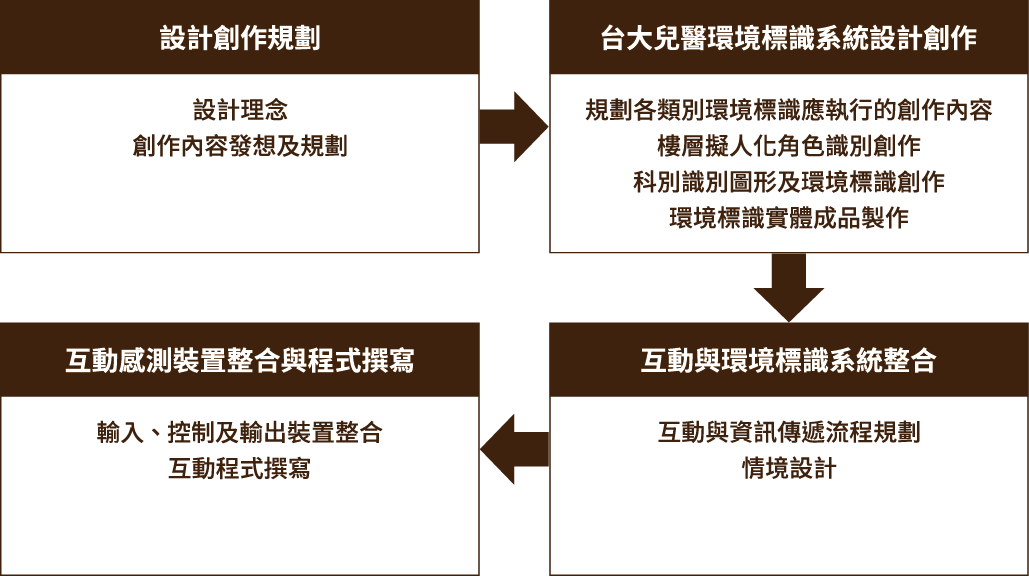 設計創作規劃
設計理念
創作內容發想及規劃
台大兒醫環境標識系統設計創作
規劃各類別環境標識應執行的創作內容
樓層擬人化角色識別創作
科別識別圖形及環境標識創作
環境標識實體成品製作
互動與環境標識系統整合
互動與資訊傳遞流程規劃
情境設計
互動感測裝置整合與程式撰寫
輸入、控制及輸出裝置整合
互動程式撰寫